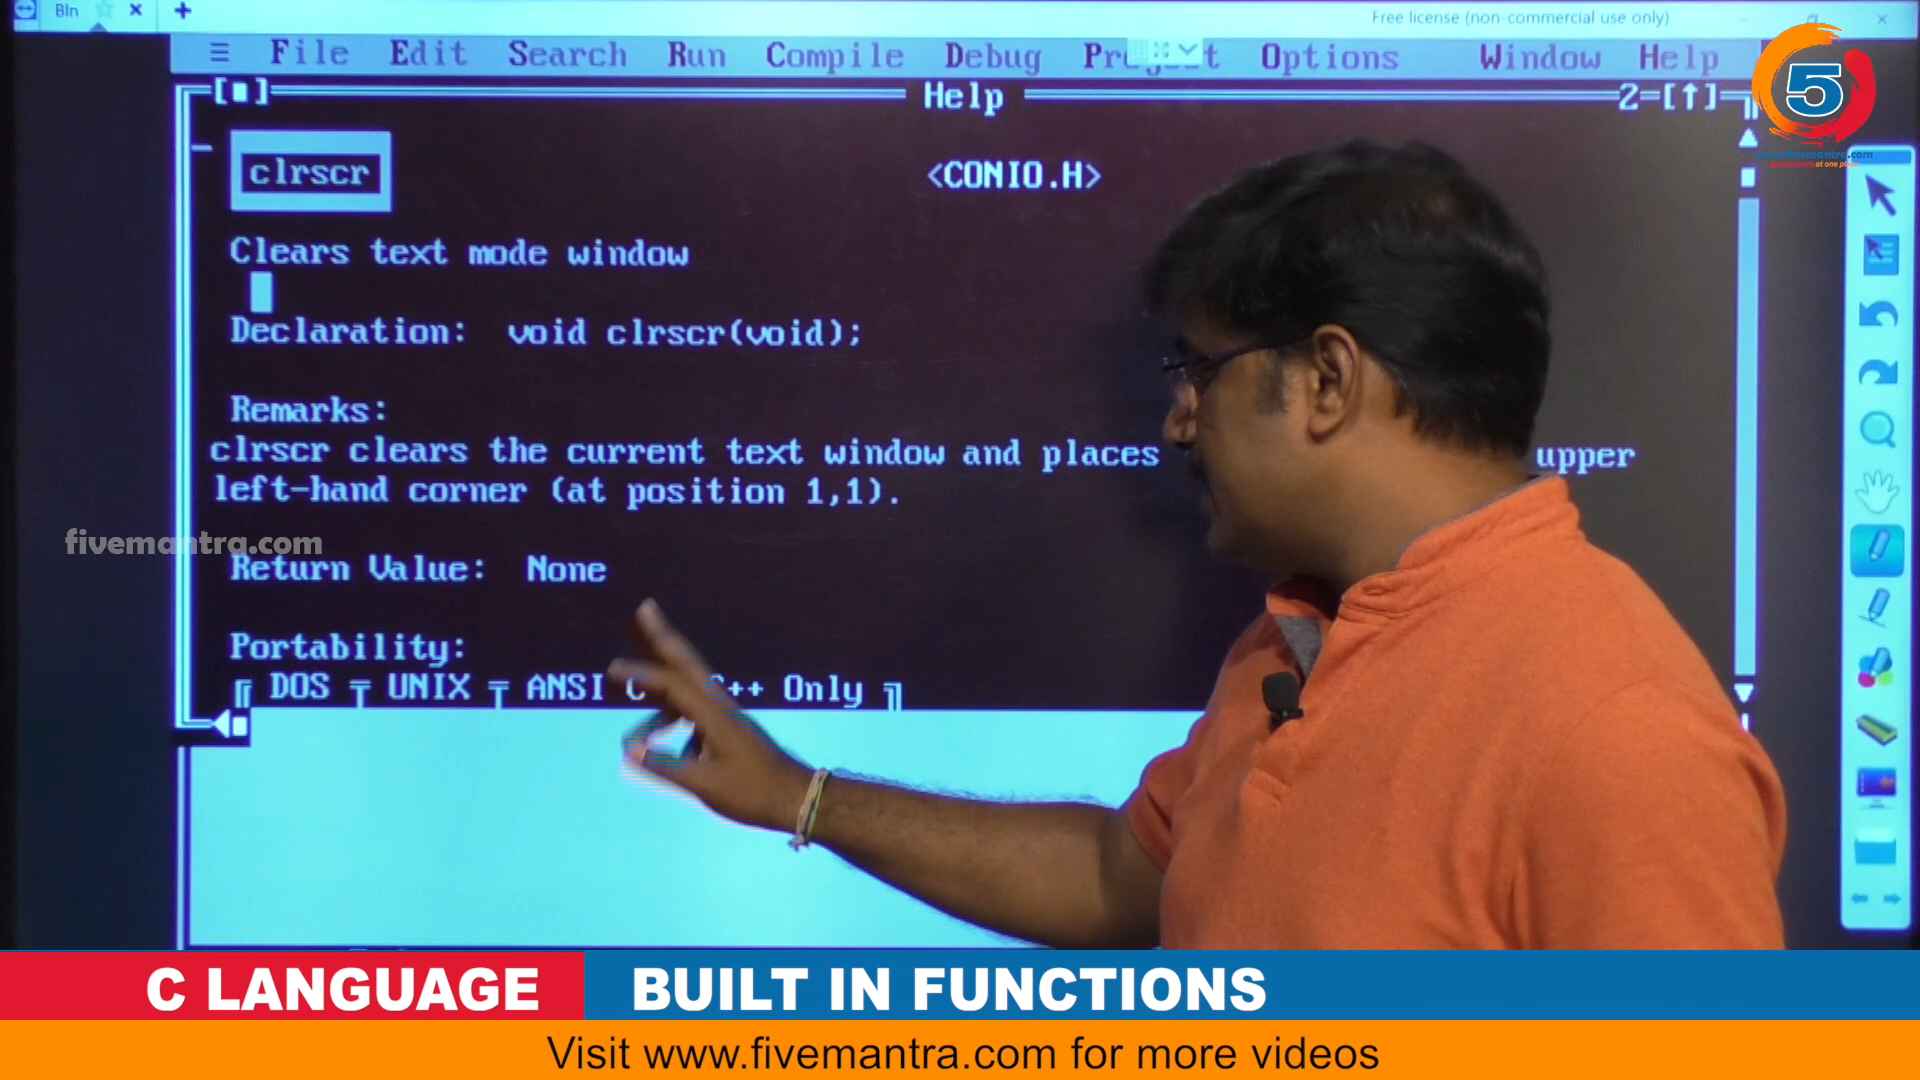 BIn
Free license (non-commercial use only)
File Edit Search Run Compile Debug Options Window Help
Help
2
clrscr
<CONIO.H>
Clears text mode window
Declaration: void clrscr(void);
Remarks:
clrscr clears the current text window and places upper
left-hand corner (at position 1,1).
Return Value: None
Portability:
DOS UNIX ANSI C C++ Only
5
fivemantra.com
C LANGUAGE
BUILT IN FUNCTIONS
Visit www.fivemantra.com for more videos